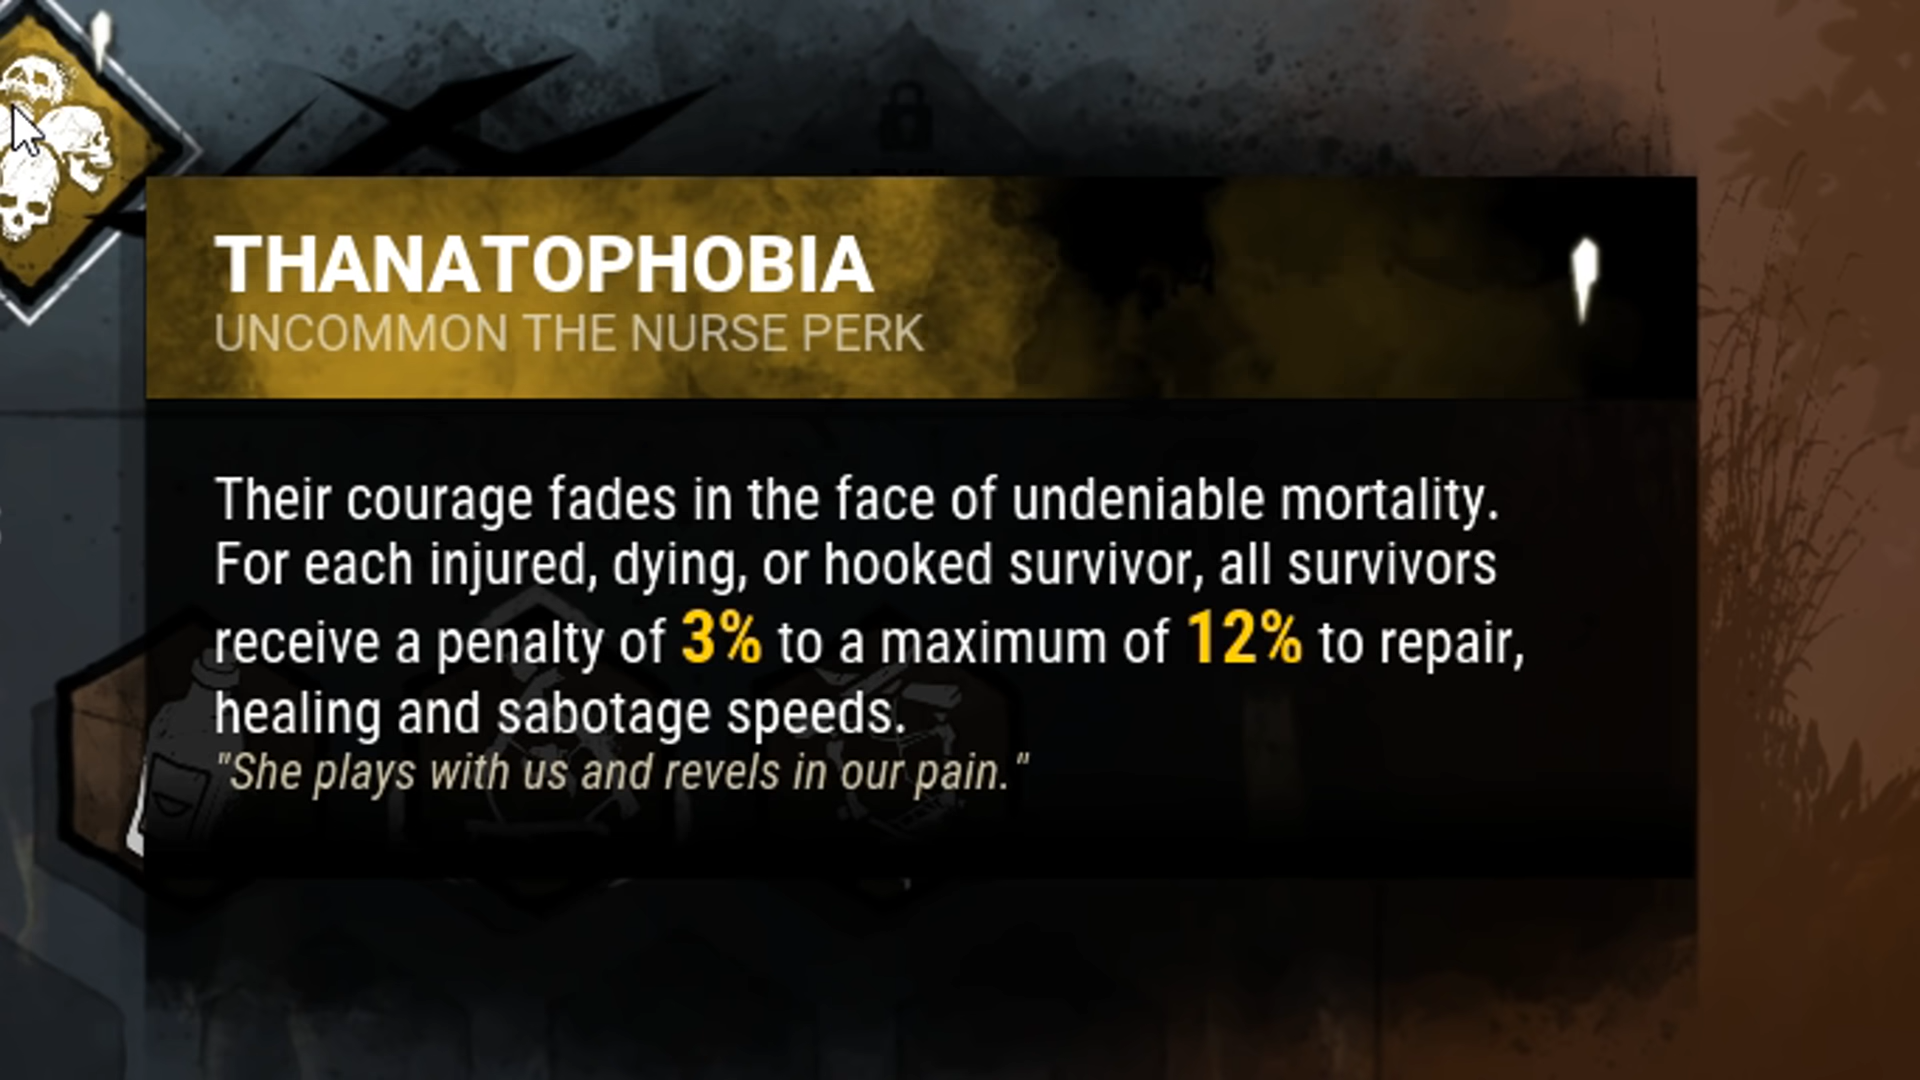 THANATOPHOBIA
UNCOMMON THE NURSE PERK
Their courage fades in the face of undeniable mortality.
For each injured, dying, or hooked survivor, all survivors
receive a penalty of 3% to a maximum of 12% to repair,
healing and sabotage speeds.
"She plays with us and revels in our pain."